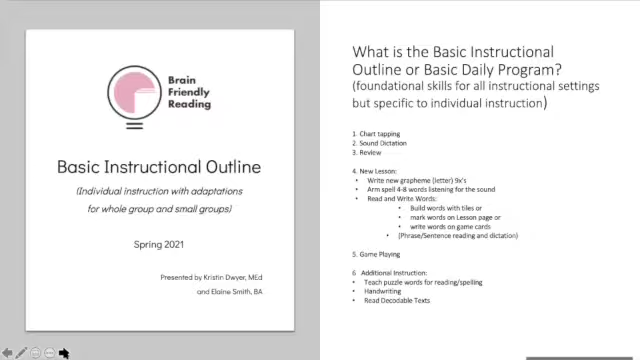 Brain
Friendly
Reading
Basic Instructional Outline
(Individual instruction with adaptations
for whole group and small groups)
Spring 2021
Presented by Kristin Dwyer, MEd
and Elaine Smith, BA
What is the Basic Instructional
Outline or Basic Daily Program?
(foundational skills for all instructional settings
but specific to individual instruction)
1. Chart tapping
2. Sound Dictation
3. Review
4. New Lesson:
• Write new grapheme (letter) 9x's
• Arm spell 4-8 words listening for the sound
• Read and Write Words:
• Build words with tiles or
• mark words on Lesson page or
• write words on game cards
• (Phrase/Sentence reading and dictation)
5. Game Playing
6 Additional Instruction:
• Teach puzzle words for reading/spelling
• Handwriting
• Read Decodable Texts